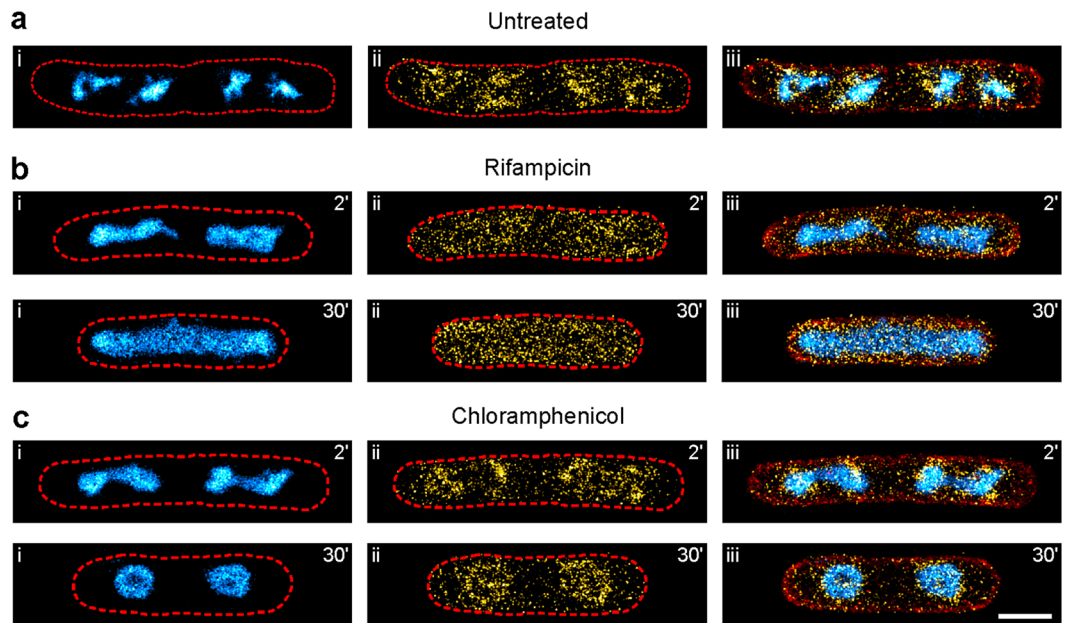 a
Untreated
i
ii
iii
b
Rifampicin
i 2'
ii 2'
iii 2'
i 30'
ii 30'
iii 30'
c
Chloramphenicol
i 2'
ii 2'
iii 2'
i 30'
ii 30'
iii 30'